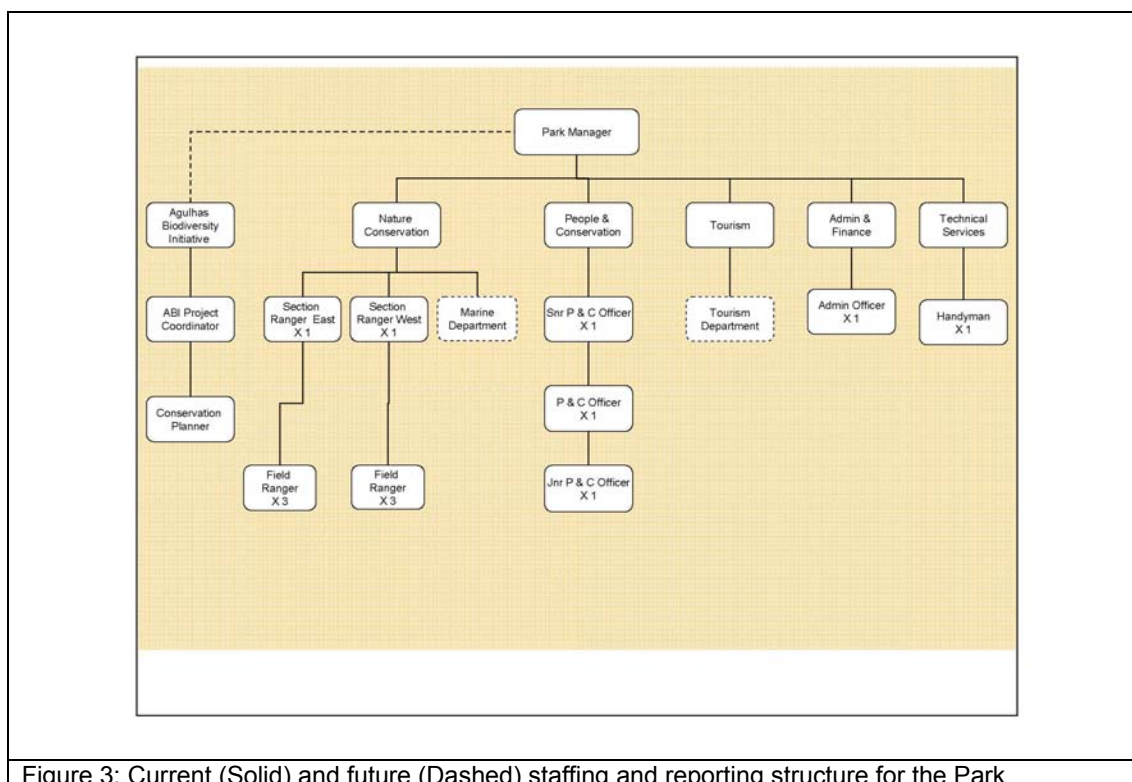 Park Manager
Agulhas
Biodiversity
Initiative
Nature
Conservation
People &
Conservation
Tourism
Admin &
Finance
Technical
Services
ABI Project
Coordinator
Section
Ranger East
X 1
Section
Ranger West
X 1
Marine
Department
Snr P & C Officer
X 1
Tourism
Department
Admin Officer
X 1
Handyman
X 1
Conservation
Planner
P & C Officer
X 1
Field
Ranger
X 3
Field
Ranger
X 3
Jnr P & C Officer
X 1
Figure 3: Current (Solid) and future (Dashed) staffing and reporting structure for the Park